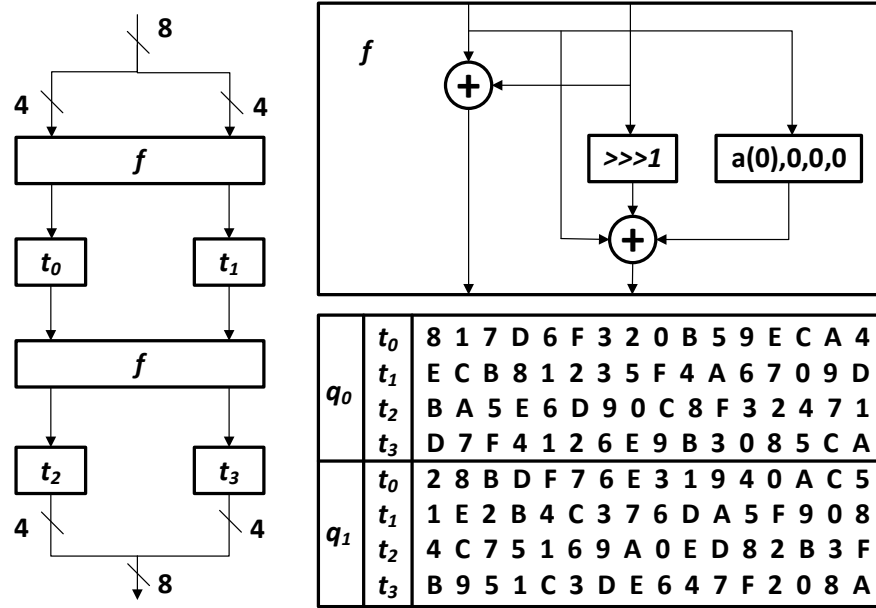 8
4
4
f
t0
t1
f
t2
t3
4
4
8
f
+
>>>1
a(0),0,0,0
+
q0
t0 8 1 7 D 6 F 3 2 0 B 5 9 E C A 4
t1 E C B 8 1 2 3 5 F 4 A 6 7 0 9 D
t2 B A 5 E 6 D 9 0 C 8 F 3 2 4 7 1
t3 D 7 F 4 1 2 6 E 9 B 3 0 8 5 C A
q1
t0 2 8 B D F 7 6 E 3 1 9 4 0 A C 5
t1 1 E 2 B 4 C 3 7 6 D A 5 F 9 0 8
t2 4 C 7 5 1 6 9 A 0 E D 8 2 B 3 F
t3 B 9 5 1 C 3 D E 6 4 7 F 2 0 8 A